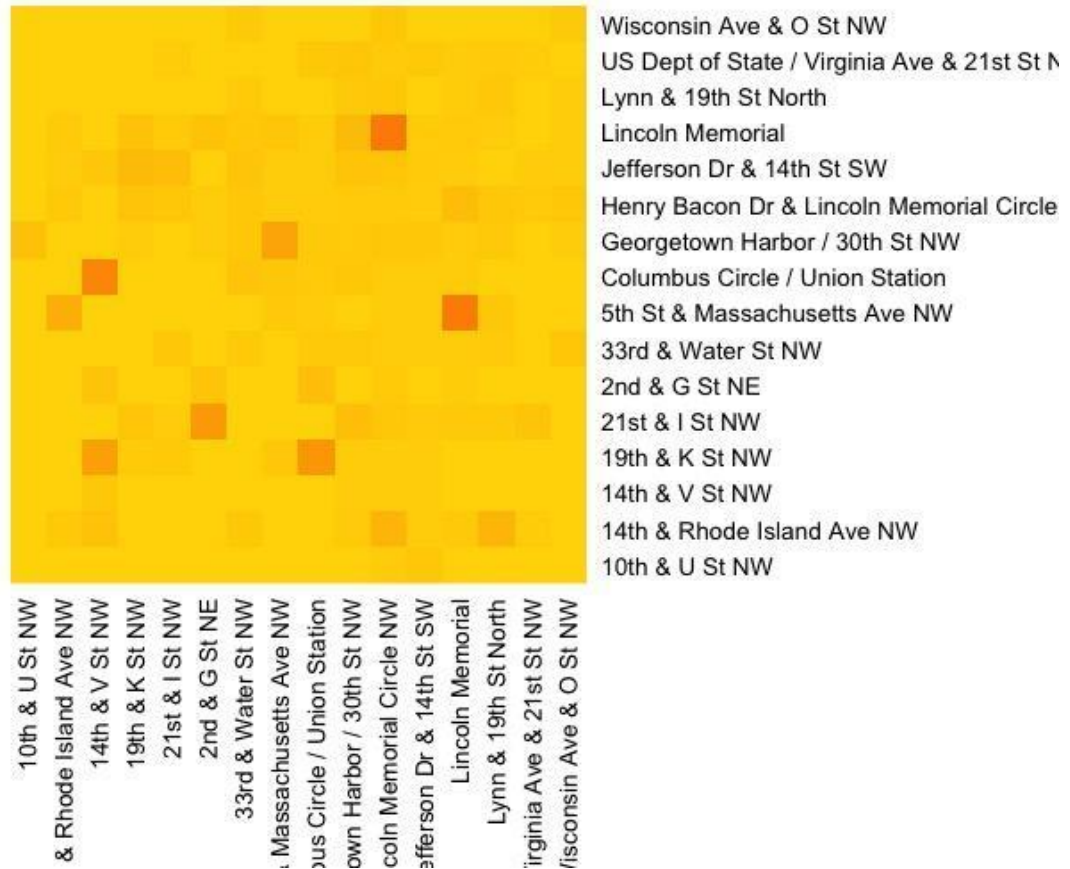 Wisconsin Ave & O St NW
US Dept of State / Virginia Ave & 21st St
Lynn & 19th St North
Lincoln Memorial
Jefferson Dr & 14th St SW
Henry Bacon Dr & Lincoln Memorial Circle
Georgetown Harbor / 30th St NW
Columbus Circle / Union Station
5th St & Massachusetts Ave NW
33rd & Water St NW
2nd & G St NE
21st & I St NW
19th & K St NW
14th & V St NW
14th & Rhode Island Ave NW
10th & U St NW
10th & U St NW
& Rhode Island Ave NW
14th & V St NW
19th & K St NW
21st & I St NW
2nd & G St NE
33rd & Water St NW
Massachusetts Ave NW
bus Circle / Union Station
own Harbor / 30th St NW
coln Memorial Circle NW
efferson Dr & 14th St SW
Lincoln Memorial
Lynn & 19th St North
irginia Ave & 21st St NW
isconsin Ave & O St NW